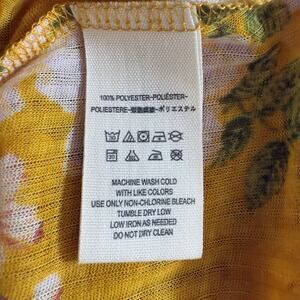 100% POLYESTER-POLIÉSTER-
POLIESTERE-聚酯纖維-ポリエステル
MACHINE WASH COLD
WITH LIKE COLORS
USE ONLY NON-CHLORINE BLEACH
TUMBLE DRY LOW
LOW IRON AS NEEDED
DO NOT DRY CLEAN